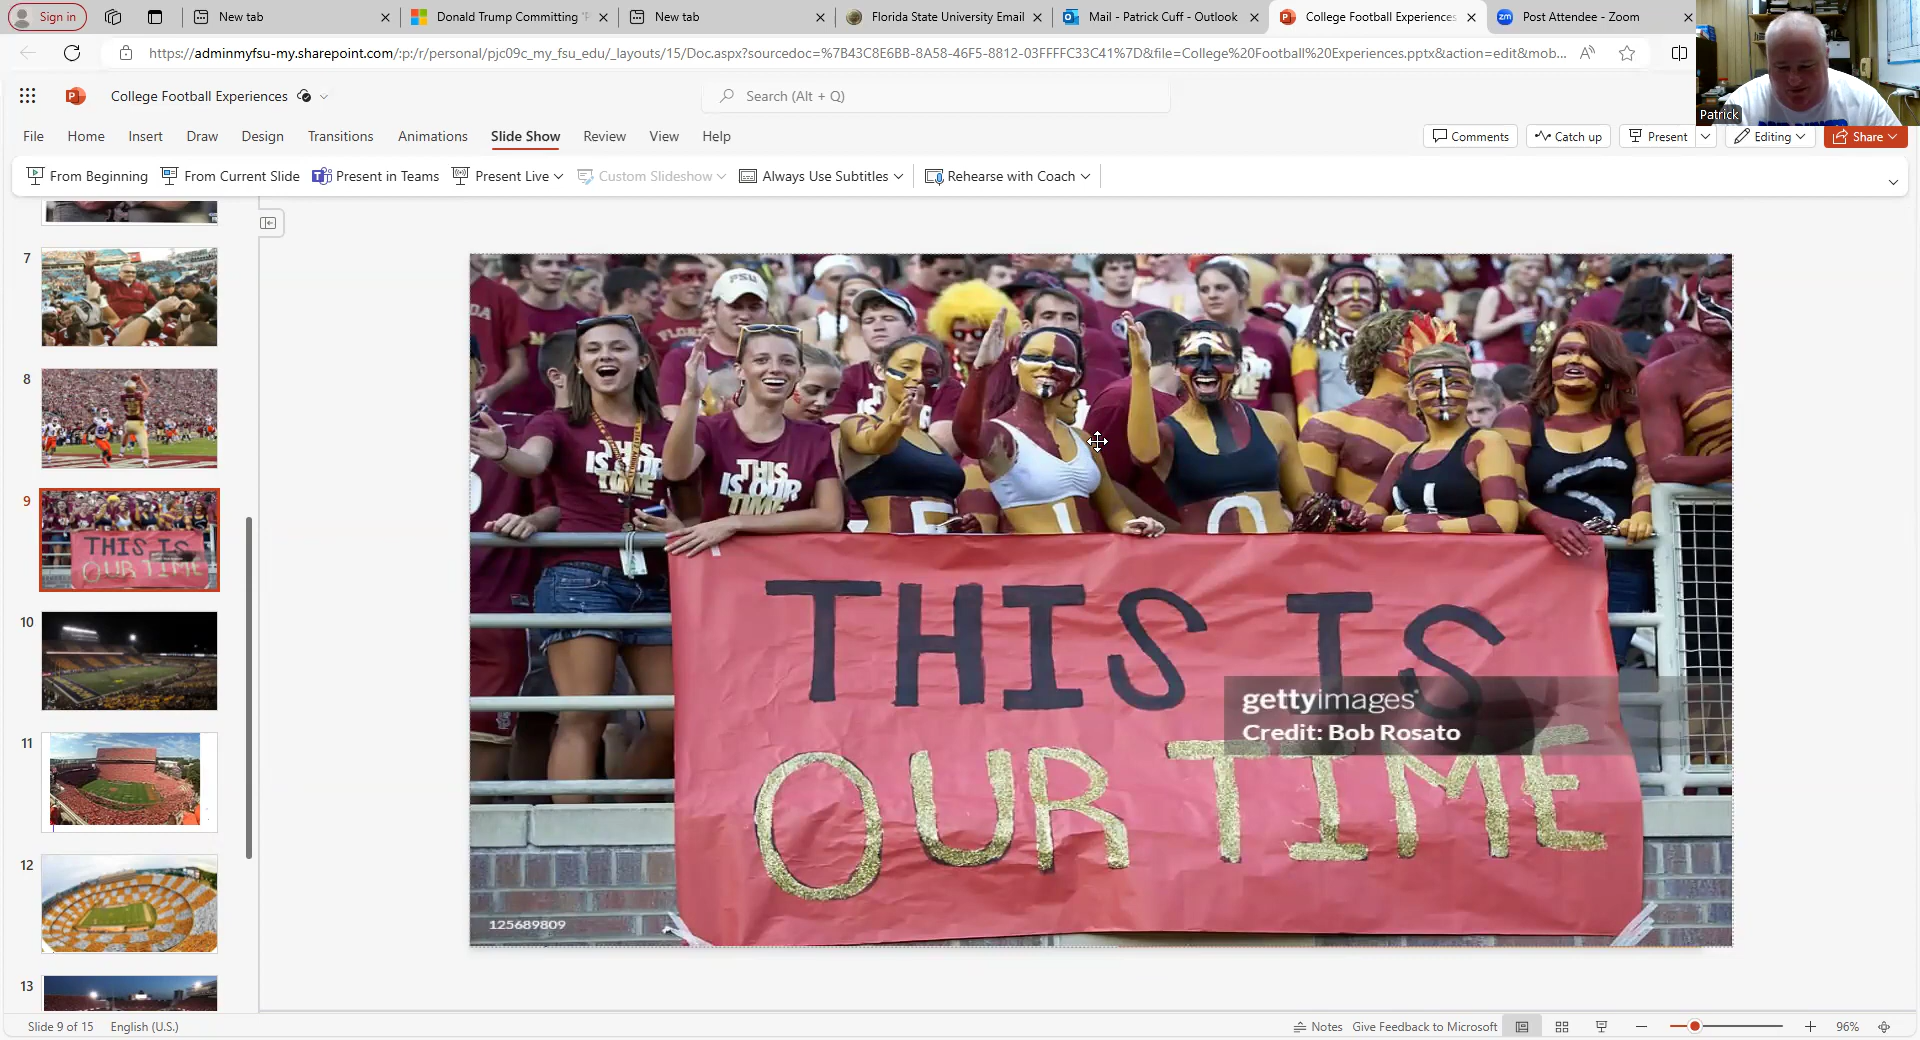 Sign in
New tab
Donald Trump Committing
New tab
Florida State University Email
Mail - Patrick Cuff - Outlook
College Football Experiences
Post Attendee - Zoom
https://adminmyfsu-my.sharepoint.com/:p:/r/personal/pjc09c_my_fsu_edu/_layouts/15/Doc.aspx?sourcedoc=%7B43C8E6BB-8A58-46F5-8812-03FFFFC33C41%7D&file=College%20Football%20Experiences.pptx&action=edit&mob...
College Football Experiences
Search (Alt + Q)
Patrick
File Home Insert Draw Design Transitions Animations Slide Show Review View Help
Comments Catch up Present Editing Share
From Beginning From Current Slide Present in Teams Present Live Custom Slideshow Always Use Subtitles Rehearse with Coach
7
8
9
THIS IS
OUR TIME
10
11
12
13
FSU
THIS
IS OUR
TIME
THIS
IS OUR
TIME
THIS IS
OUR TIME
gettyimages
Credit: Bob Rosato
125689809
Slide 9 of 15 English (U.S.)
Notes Give Feedback to Microsoft 96%